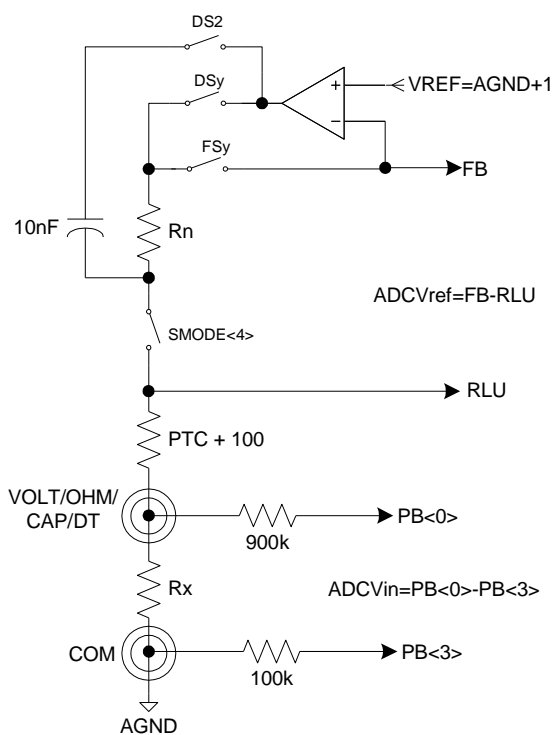 DS2
DSy
+
VREF=AGND+1
−
FSy
FB
10nF
Rn
ADCVref=FB-RLU
SMODE<4>
RLU
PTC + 100
VOLT/OHM/
CAP/DT
PB<0>
900k
Rx
ADCVin=PB<0>-PB<3>
COM
PB<3>
100k
AGND